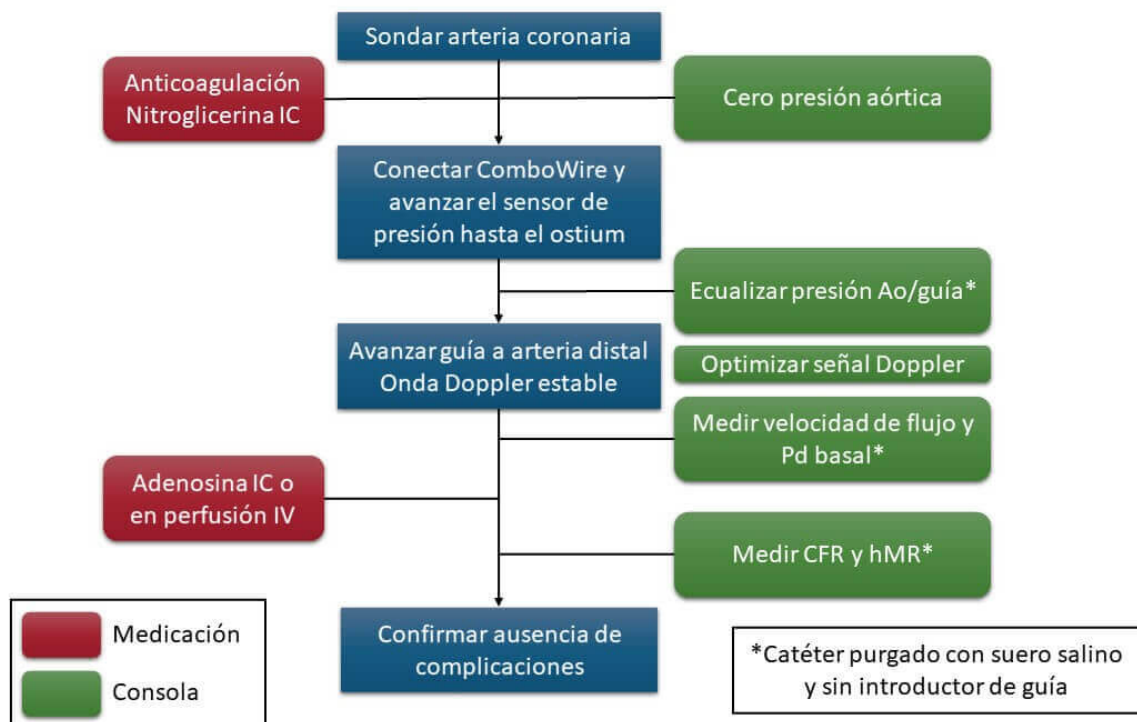 Sondar arteria coronaria
Anticoagulación
Nitroglicerina IC
Cero presión aórtica
Conectar ComboWire y
avanzar el sensor de
presión hasta el ostium
Ecualizar presión Ao/guía*
Avanzar guía a arteria distal
Onda Doppler estable
Optimizar señal Doppler
Medir velocidad de flujo y
Pd basal*
Adenosina IC o
en perfusión IV
Medir CFR y hMR*
Confirmar ausencia de
complicaciones
Medicación
Consola
*Catéter purgado con suero salino
y sin introductor de guía